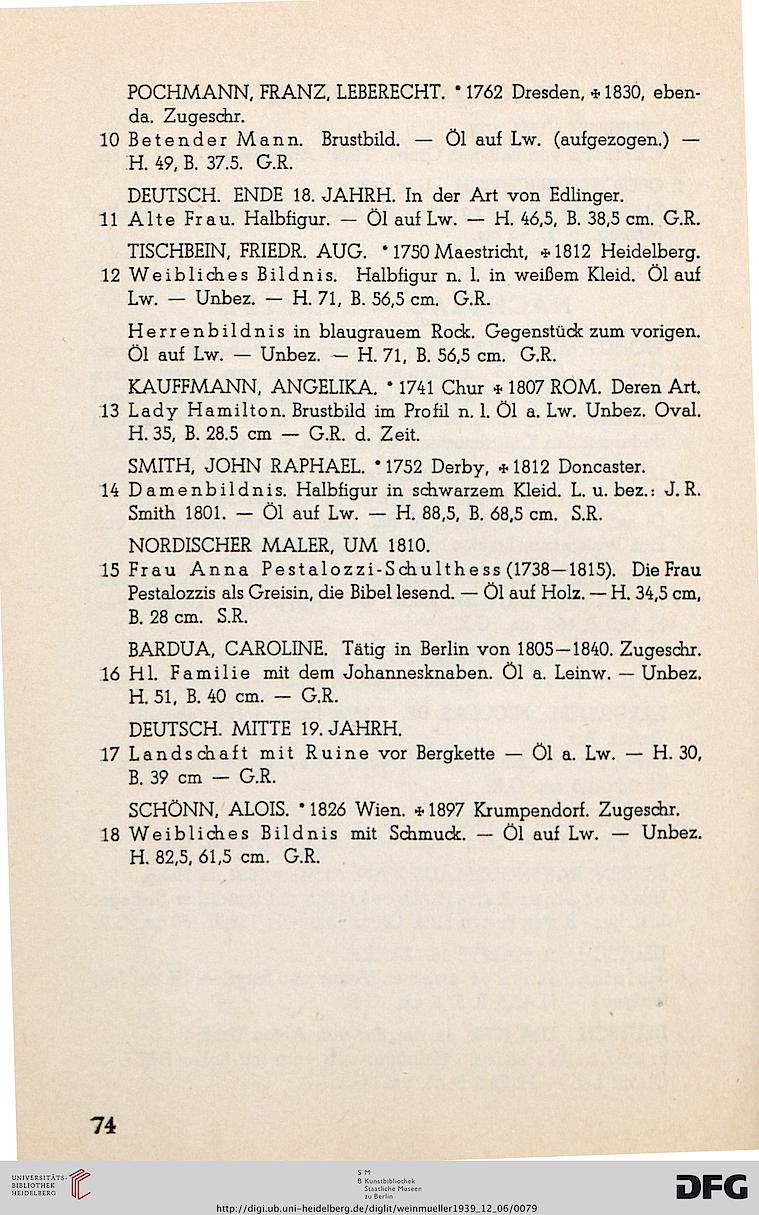 POCHMANN, FRANZ, LEBERECHT. * 1762 Dresden, + 1830, eben-
da. Zugeschr.
10 Betender Mann. Brustbild. — Öl auf Lw. (aufgezogen.) —
H. 49, B. 37.5. G.R.
DEUTSCH. ENDE 18. JAHRH. In der Art von Edlinger.
11 Alte Frau. Halbfigur. — Öl auf Lw. — H. 46,5, B. 38,5 cm. G.R.
TISCHBEIN, FRIEDR. AUG. * 1750 Maestricht, + 1812 Heidelberg.
12 Weibliches Bildnis. Halbfigur n. l. in weißem Kleid. Öl auf
Lw. — Unbez. — H. 71, B. 56,5 cm. G.R.
Herrenbildnis in blaugrauem Rock. Gegenstück zum vorigen.
Öl auf Lw. — Unbez. — H. 71, B. 56,5 cm. G.R.
KAUFFMANN, ANGELIKA. * 1741 Chur + 1807 ROM. Deren Art.
13 Lady Hamilton. Brustbild im Profil n. l. Öl a. Lw. Unbez. Oval.
H. 35, B. 28.5 cm — G.R. d. Zeit.
SMITH, JOHN RAPHAEL. * 1752 Derby, + 1812 Doncaster.
14 Damenbildnis. Halbfigur in schwarzem Kleid. L. u. bez.: J. R.
Smith 1801. — Öl auf Lw. — H. 88,5, B. 68,5 cm. S.R.
NORDISCHER MALER, UM 1810.
15 Frau Anna Pestalozzi-Schulthess (1738—1815). Die Frau
Pestalozzis als Greisin, die Bibel lesend. — Öl auf Holz. — H. 34,5 cm,
B. 28 cm. S.R.
BARDUA, CAROLINE. Tätig in Berlin von 1805—1840. Zugeschr.
16 Hl. Familie mit dem Johannesknaben. Öl a. Leinw. — Unbez.
H. 51, B. 40 cm. — G.R.
DEUTSCH. MITTE 19. JAHRH.
17 Landschaft mit Ruine vor Bergkette — Öl a. Lw. — H. 30,
B. 39 cm — G.R.
SCHÖNN, ALOIS. * 1826 Wien. + 1897 Krumpendorf. Zugeschr.
18 Weibliches Bildnis mit Schmuck. — Öl auf Lw. — Unbez.
H. 82,5, 61,5 cm. G.R.
74
UNIVERSITÄTS-
BIBLIOTHEK
HEIDELBERG
S M
B Kunstbibliothek
Staatliche Museen
zu Berlin
DFG
http://digi.ub.uni-heidelberg.de/diglit/weinmueller1939_12_06/0079